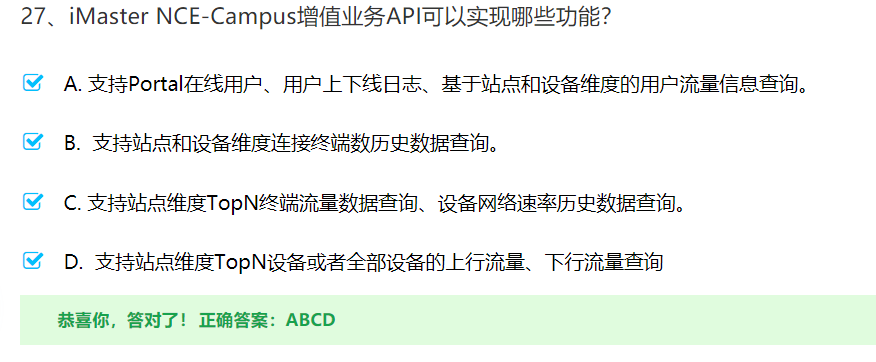 27、iMaster NCE-Campus增值业务API可以实现哪些功能？
A. 支持Portal在线用户、用户上下线日志、基于站点和设备维度的用户流量信息查询。
B. 支持站点和设备维度连接终端数历史数据查询。
C. 支持站点维度TopN终端流量数据查询、设备网络速率历史数据查询。
D. 支持站点维度TopN设备或者全部设备的上行流量、下行流量查询
恭喜你，答对了！正确答案：ABCD